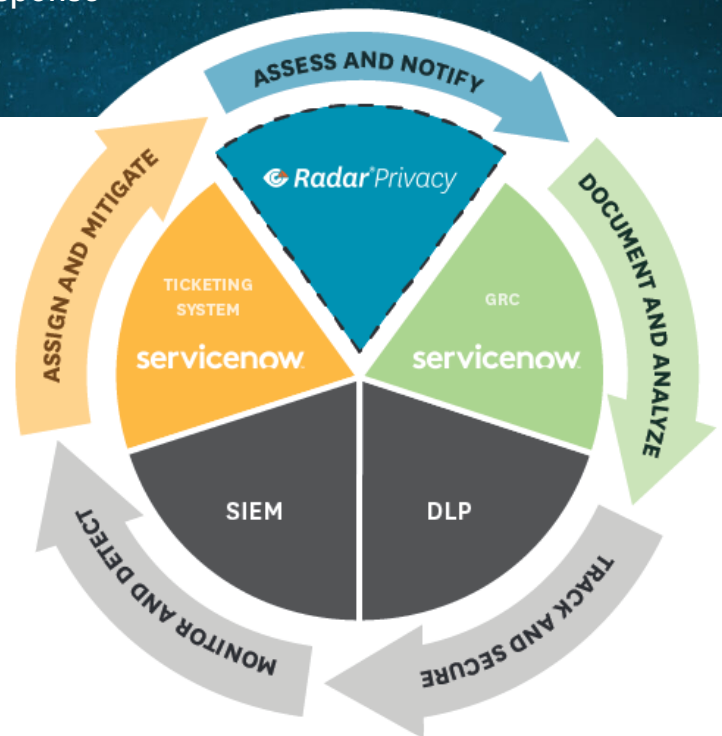 ASSESS AND NOTIFY
Radar® Privacy
DOCUMENT AND ANALYZE
GRC
servicenow
TRACK AND SECURE
DLP
MONITOR AND DETECT
SIEM
ASSIGN AND MITIGATE
TICKETING
SYSTEM
servicenow